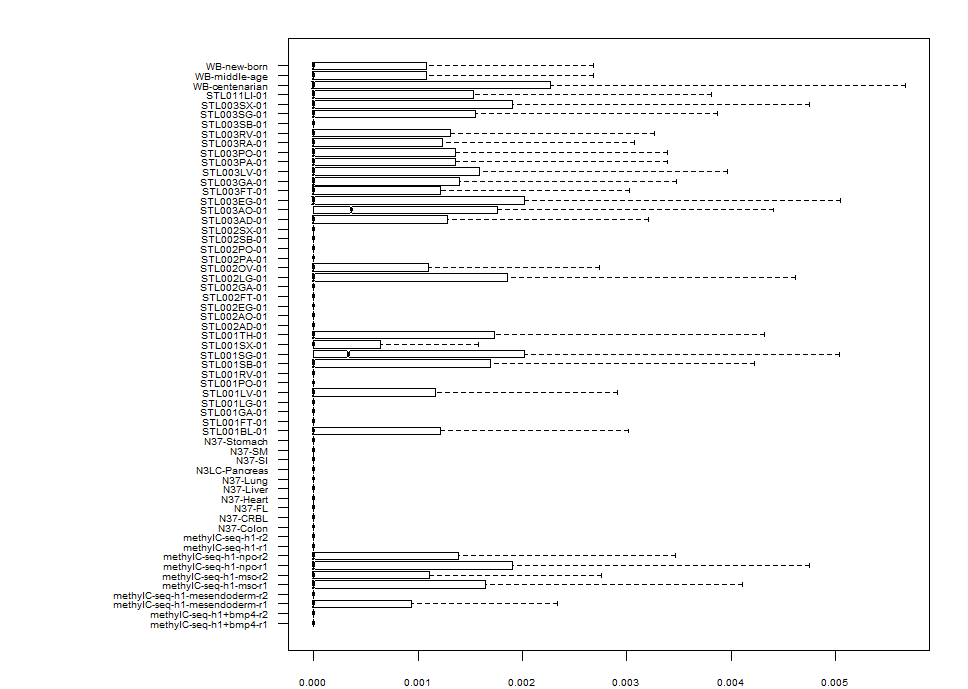 WB-new-born
WB-middle-age
WB-centenarian
STL011LI-01
STL003SX-01
STL003SG-01
STL003SB-01
STL003RV-01
STL003RA-01
STL003PO-01
STL003PA-01
STL003LV-01
STL003GA-01
STL003FT-01
STL003EG-01
STL003AO-01
STL003AD-01
STL002SX-01
STL002SB-01
STL002PO-01
STL002PA-01
STL002OV-01
STL002LG-01
STL002GA-01
STL002FT-01
STL002EG-01
STL002AO-01
STL002AD-01
STL001TH-01
STL001SX-01
STL001SG-01
STL001SB-01
STL001RV-01
STL001PO-01
STL001LV-01
STL001LG-01
STL001GA-01
STL001FT-01
STL001BL-01
N37-Stomach
N37-SM
N37-SI
N3LC-Pancreas
N37-Lung
N37-Liver
N37-Heart
N37-FL
N37-CRBL
N37-Colon
methylC-seq-h1-r2
methylC-seq-h1-r1
methylC-seq-h1-npo-r2
methylC-seq-h1-npo-r1
methylC-seq-h1-mso-r2
methylC-seq-h1-mso-r1
methylC-seq-h1-mesendoderm-r2
methylC-seq-h1-mesendoderm-r1
methylC-seq-h1+bmp4-r2
methylC-seq-h1+bmp4-r1
0.000 0.001 0.002 0.003 0.004 0.005